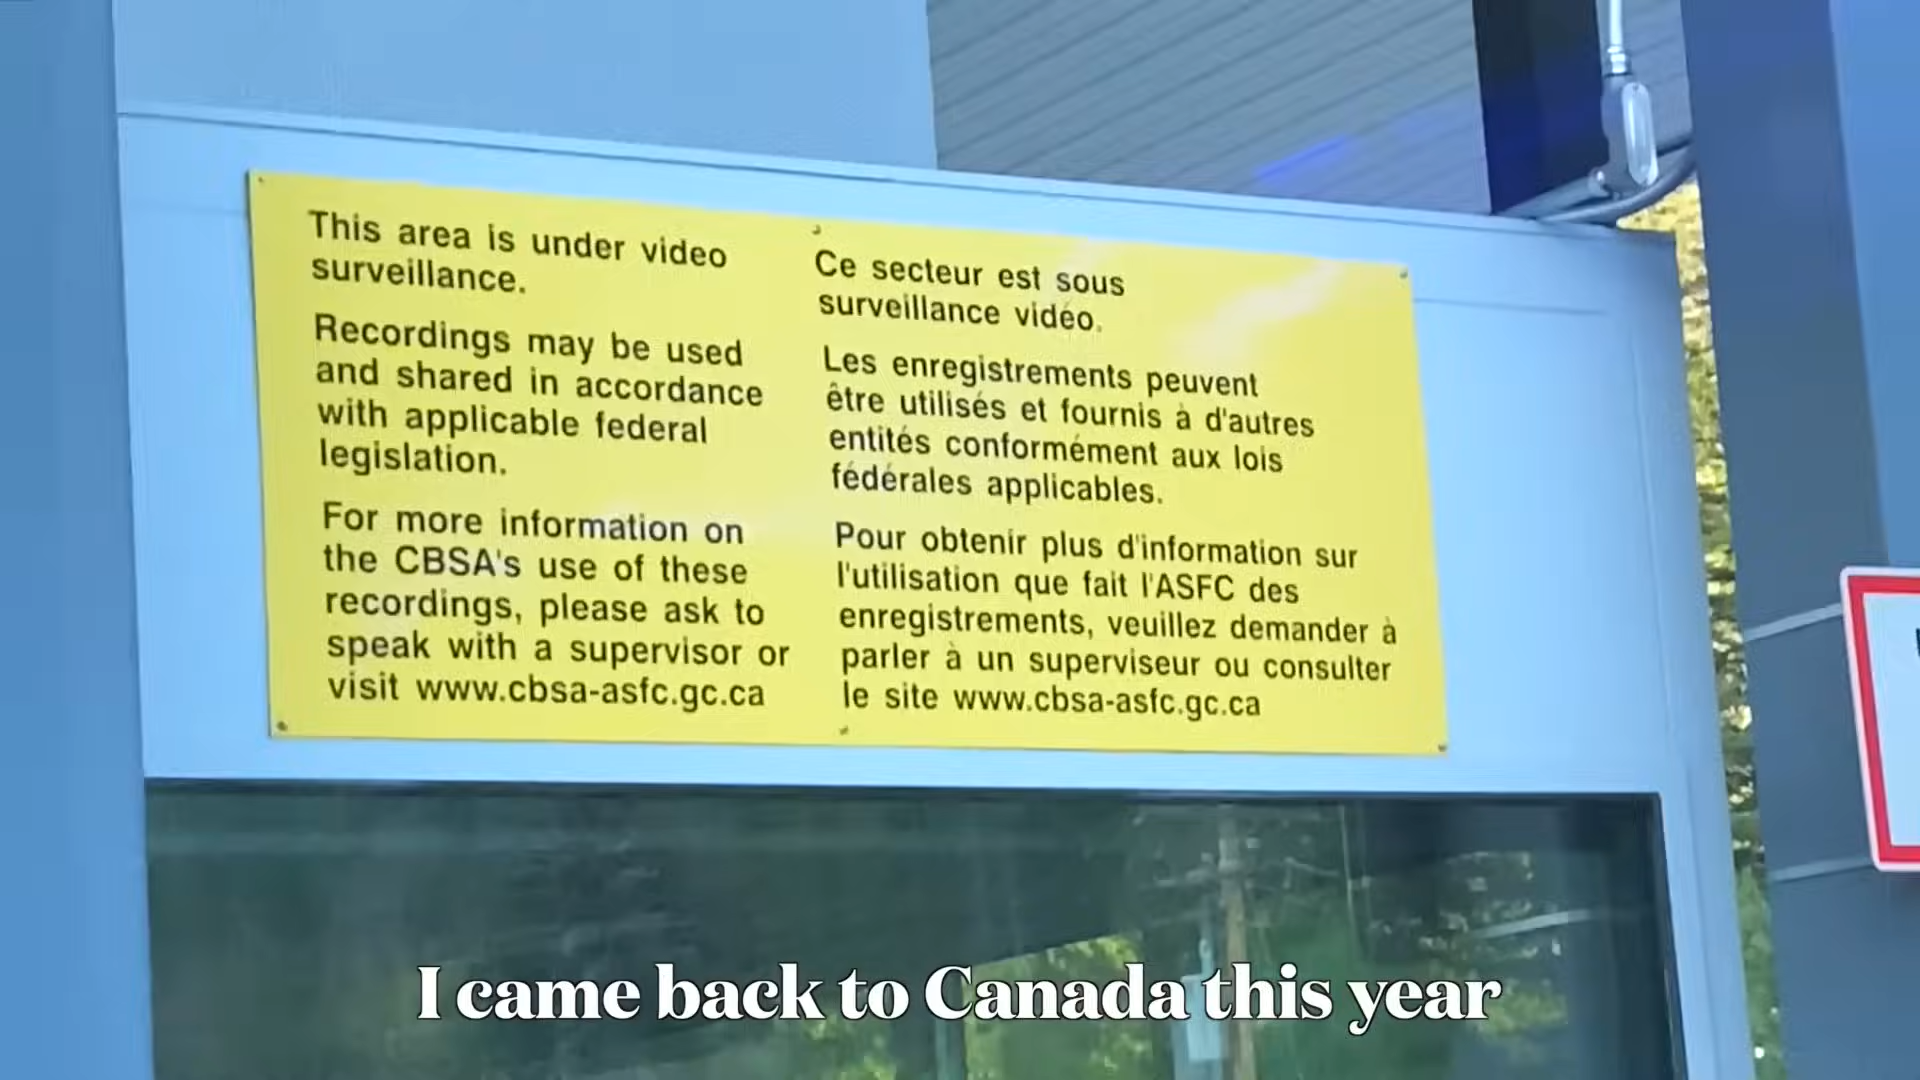 This area is under video
surveillance.
Recordings may be used
and shared in accordance
with applicable federal
legislation.
For more information on
the CBSA's use of these
recordings, please ask to
speak with a supervisor or
visit www.cbsa-asfc.gc.ca
Ce secteur est sous
surveillance vidéo.
Les enregistrements peuvent
être utilisés et fournis à d'autres
entités conformément aux lois
fédérales applicables.
Pour obtenir plus d'information sur
l'utilisation que fait l'ASFC des
enregistrements, veuillez demander à
parler à un superviseur ou consulter
le site www.cbsa-asfc.gc.ca
I came back to Canada this year